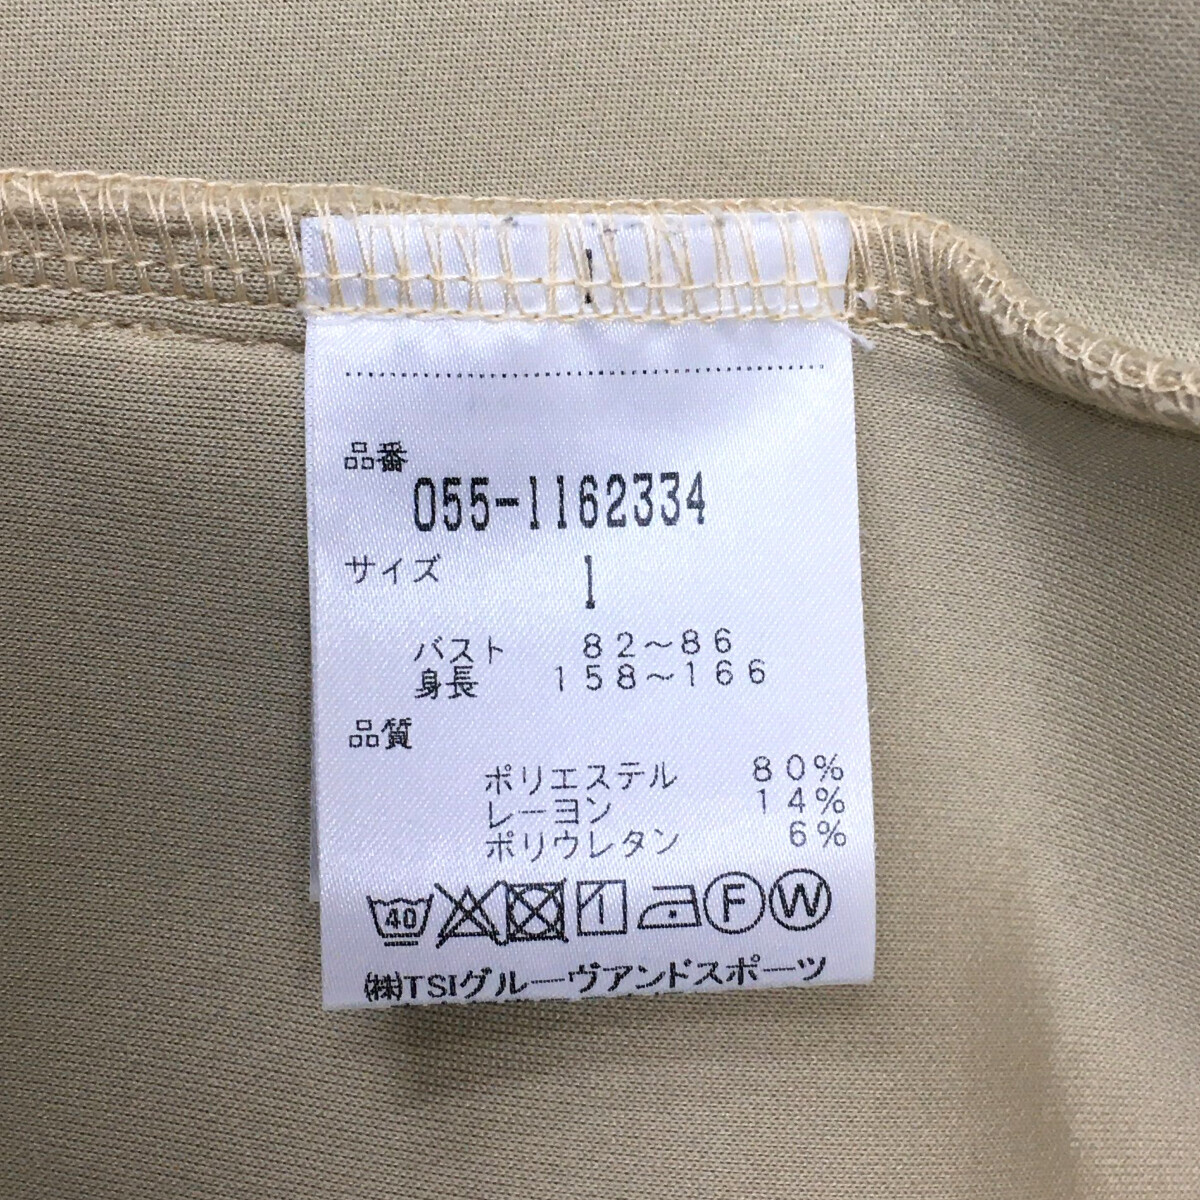 品番
055-1162334
サイズ 1
バスト 82～86
身長 158～166
品質
ポリエステル 80%
レーヨン 14%
ポリウレタン 6%
40 F W
(株)TSIグルーヴアンドスポーツ